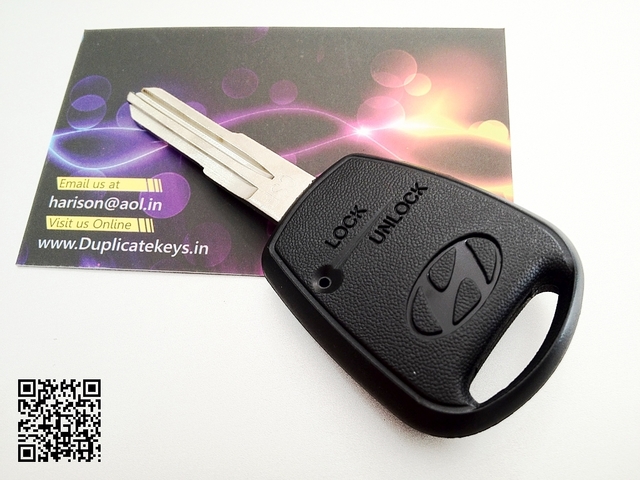 Email us at
harison@aol.in
Visit us Online
www.Duplicatekeys.in
LOCK
UNLOCK